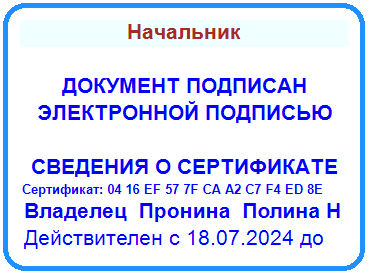 Начальник
ДОКУМЕНТ ПОДПИСАН
ЭЛЕКТРОННОЙ ПОДПИСЬЮ
СВЕДЕНИЯ О СЕРТИФИКАТЕ
Сертификат: 04 16 EF 57 7F CA A2 C7 F4 ED 8E
Владелец Пронина Полина Н
Действителен с 18.07.2024 до